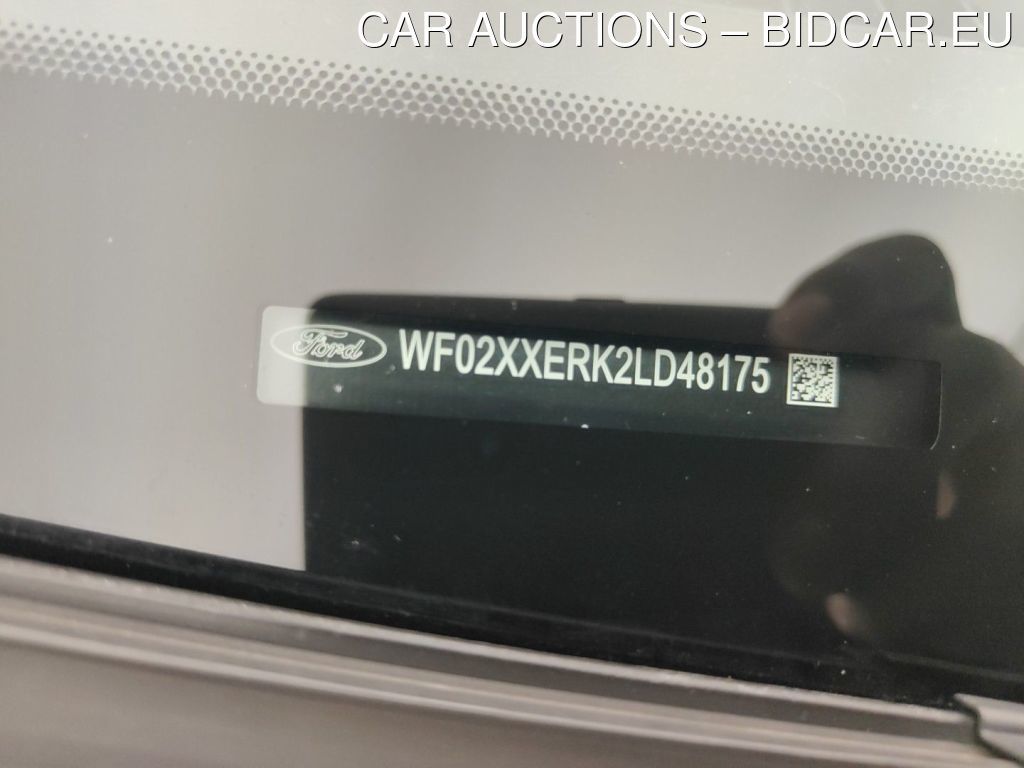 CAR AUCTIONS – BIDCAR.EU
Ford WF02XXERK2LD48175